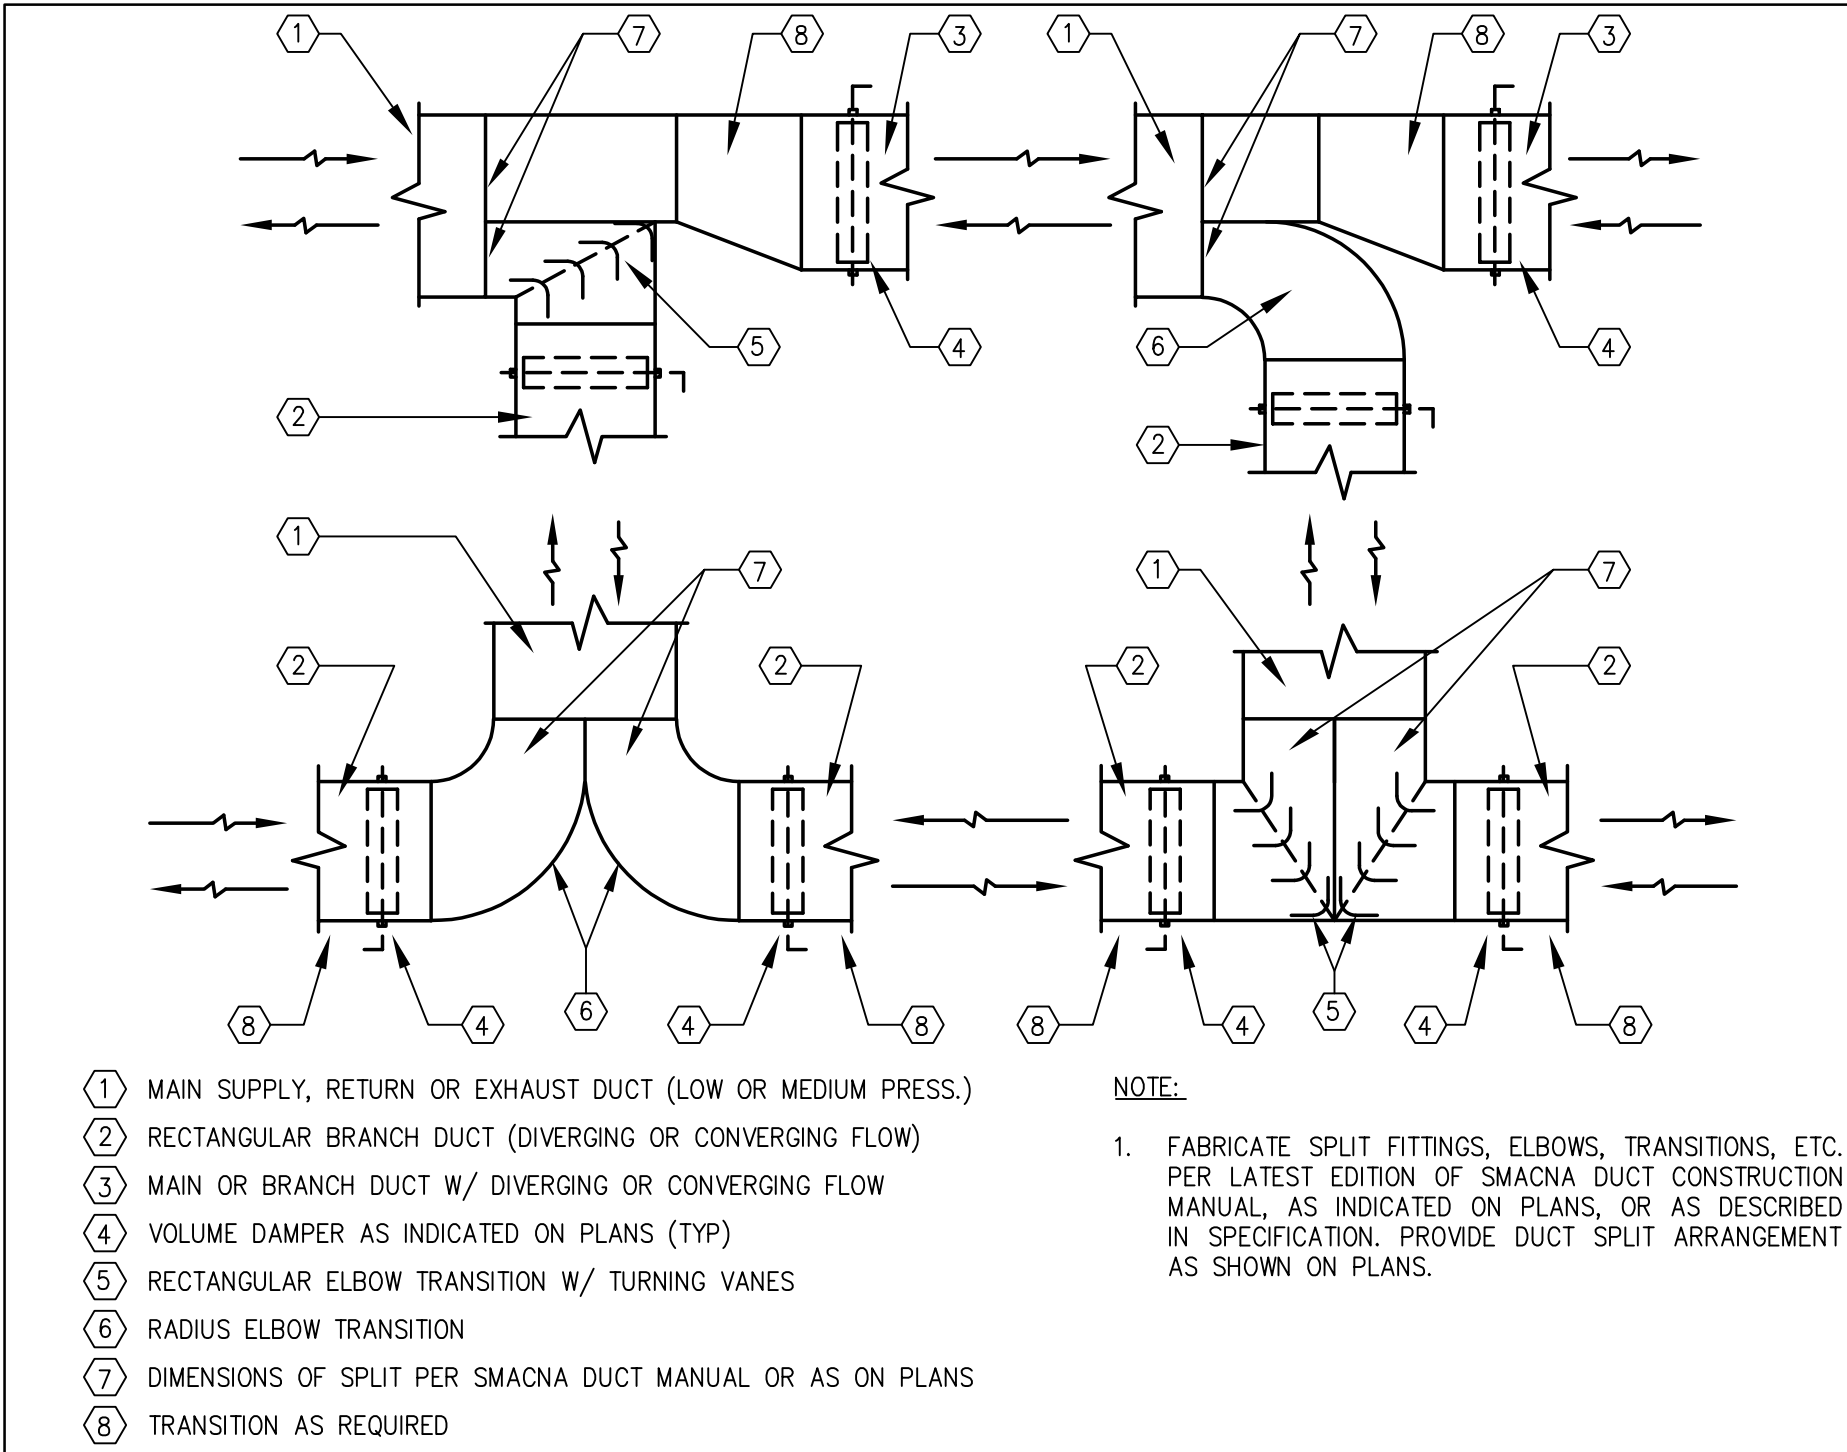 1 7 8 3 1 7 8 3
5 4 6 4
2 2
1 7 1 7
2 2 2 2
8 4 6 4 8 8 4 5 4 8
1 MAIN SUPPLY, RETURN OR EXHAUST DUCT (LOW OR MEDIUM PRESS.)
2 RECTANGULAR BRANCH DUCT (DIVERGING OR CONVERGING FLOW)
3 MAIN OR BRANCH DUCT W/ DIVERGING OR CONVERGING FLOW
4 VOLUME DAMPER AS INDICATED ON PLANS (TYP)
5 RECTANGULAR ELBOW TRANSITION W/ TURNING VANES
6 RADIUS ELBOW TRANSITION
7 DIMENSIONS OF SPLIT PER SMACNA DUCT MANUAL OR AS ON PLANS
8 TRANSITION AS REQUIRED
NOTE:
1. FABRICATE SPLIT FITTINGS, ELBOWS, TRANSITIONS, ETC.
PER LATEST EDITION OF SMACNA DUCT CONSTRUCTION
MANUAL, AS INDICATED ON PLANS, OR AS DESCRIBED
IN SPECIFICATION. PROVIDE DUCT SPLIT ARRANGEMENT
AS SHOWN ON PLANS.